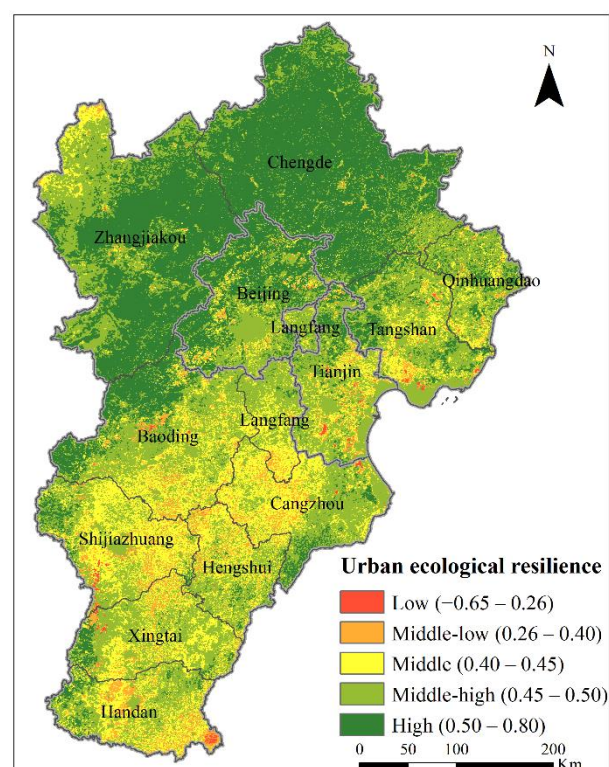 N
Chengde
Zhangjiakou
Qinhuangdao
Beijing
Langfang
Tangshan
Tianjin
Langfang
Baoding
Cangzhou
Shijiazhuang
Hengshui
Xingtai
Handan
Urban ecological resilience
Low (−0.65 – 0.26)
Middle-low (0.26 – 0.40)
Middle (0.40 – 0.45)
Middle-high (0.45 – 0.50)
High (0.50 – 0.80)
0 50 100 200
Km